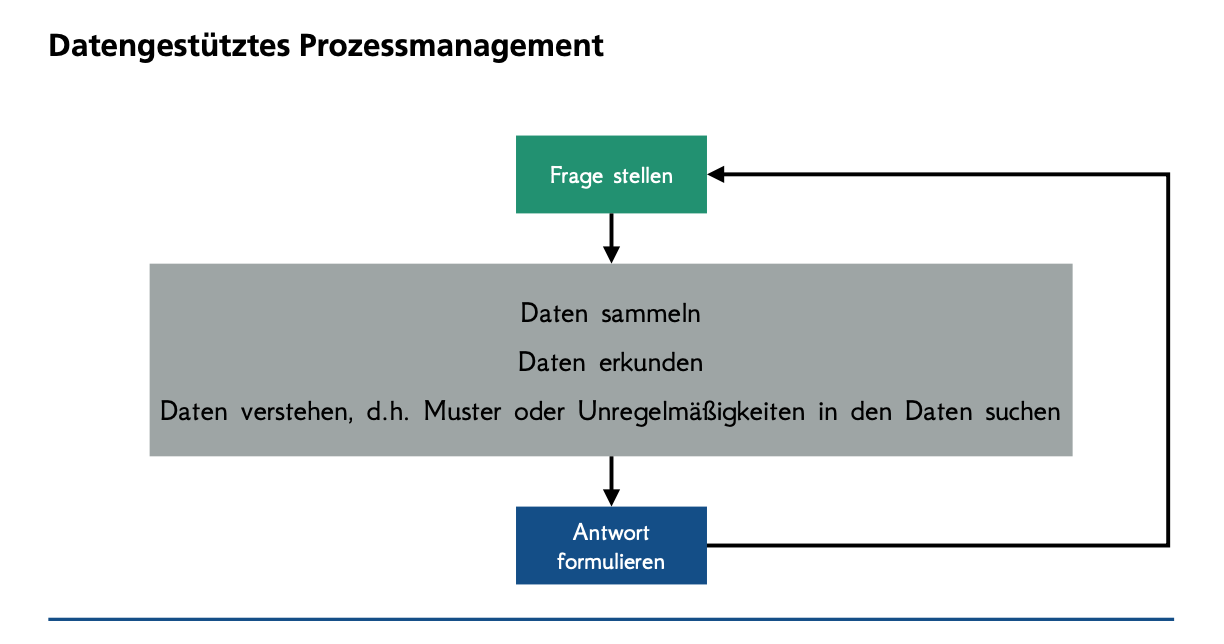 Datengestütztes Prozessmanagement
Frage stellen
Daten sammeln
Daten erkunden
Daten verstehen, d.h. Muster oder Unregelmäßigkeiten in den Daten suchen
Antwort
formulieren